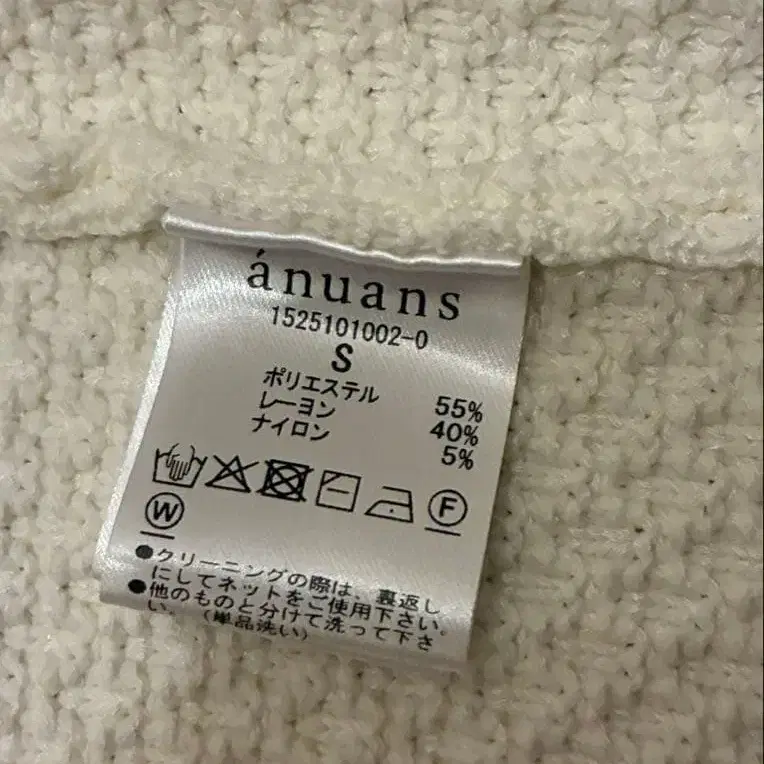 ánuans
1525101002-0
S
ポリエステル 55%
レーヨン 40%
ナイロン 5%
F
W
●クリーニングの際は、裏返し
にしてネットをご使用下さい。
●他のものと分けて洗って下さ
い。(単品洗い)